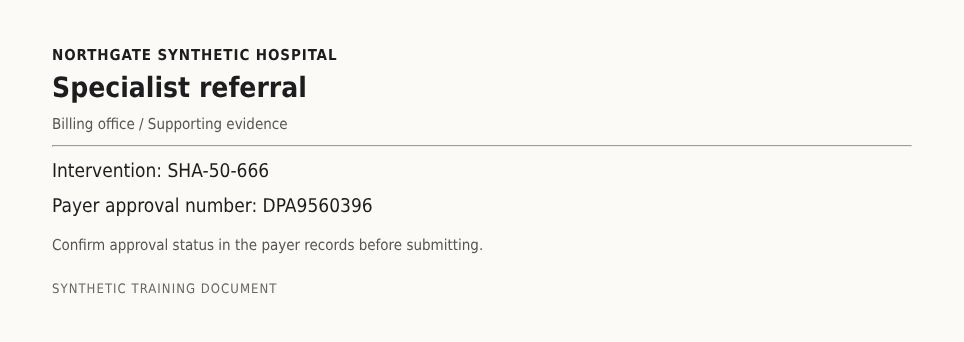 NORTHGATE SYNTHETIC HOSPITAL
Specialist referral
Billing office / Supporting evidence
Intervention: SHA-50-666
Payer approval number: DPA9560396
Confirm approval status in the payer records before submitting.
SYNTHETIC TRAINING DOCUMENT